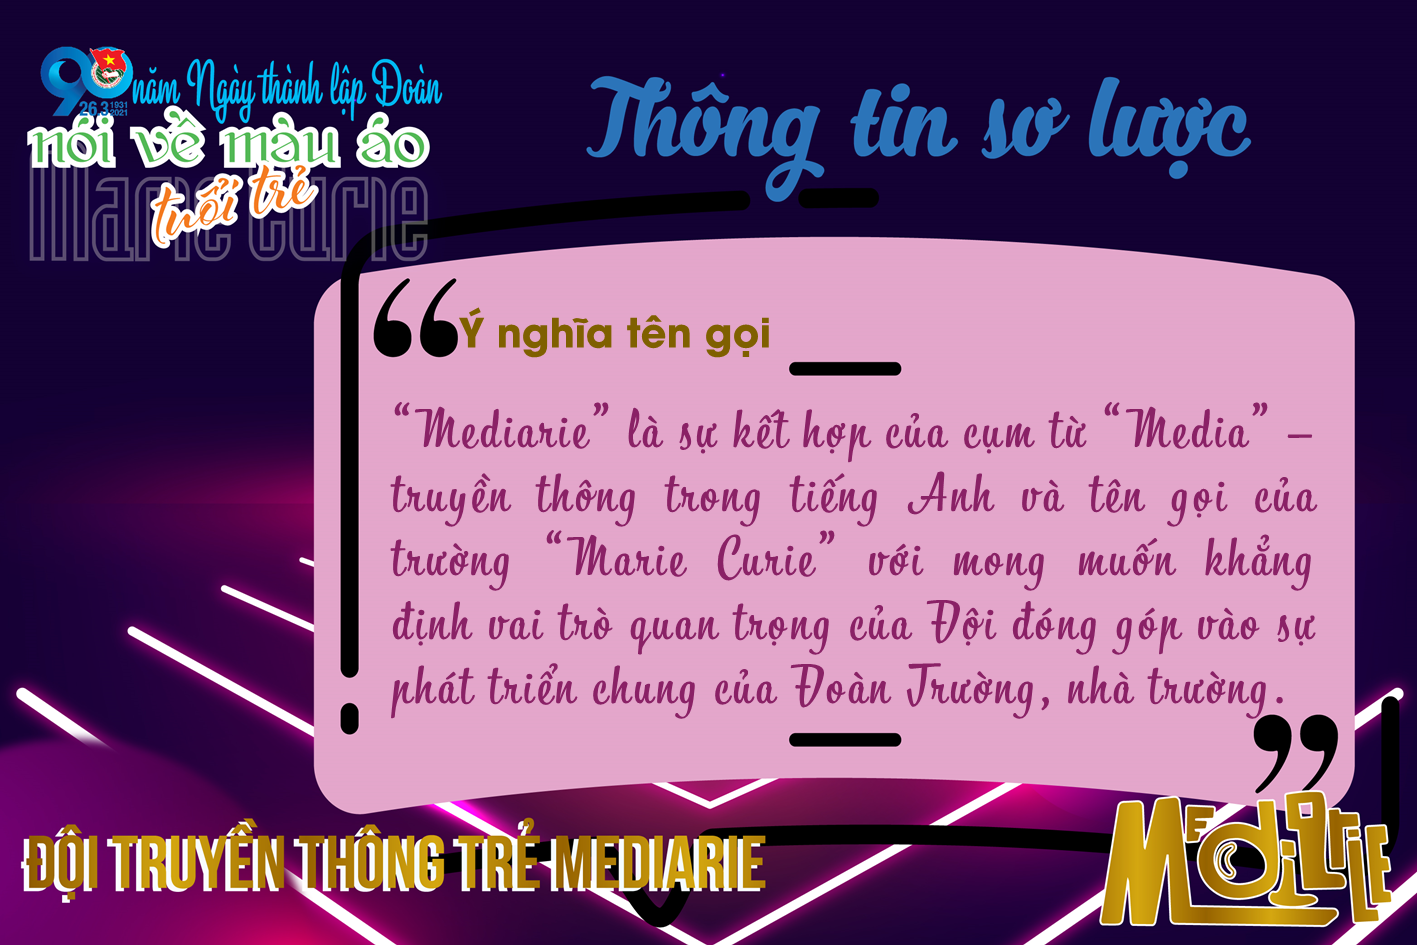 90 năm Ngày thành lập Đoàn
26.3 1931 2021
nói về màu áo
tuổi trẻ
Marie Curie
Thông tin sơ lược
“Ý nghĩa tên gọi
“Mediarie” là sự kết hợp của cụm từ “Media” –
truyền thông trong tiếng Anh và tên gọi của
trường “Marie Curie” với mong muốn khẳng
định vai trò quan trọng của Đội đóng góp vào sự
phát triển chung của Đoàn Trường, nhà trường.
”
ĐỘI TRUYỀN THÔNG TRẺ MEDIARIE
MEDIARIE